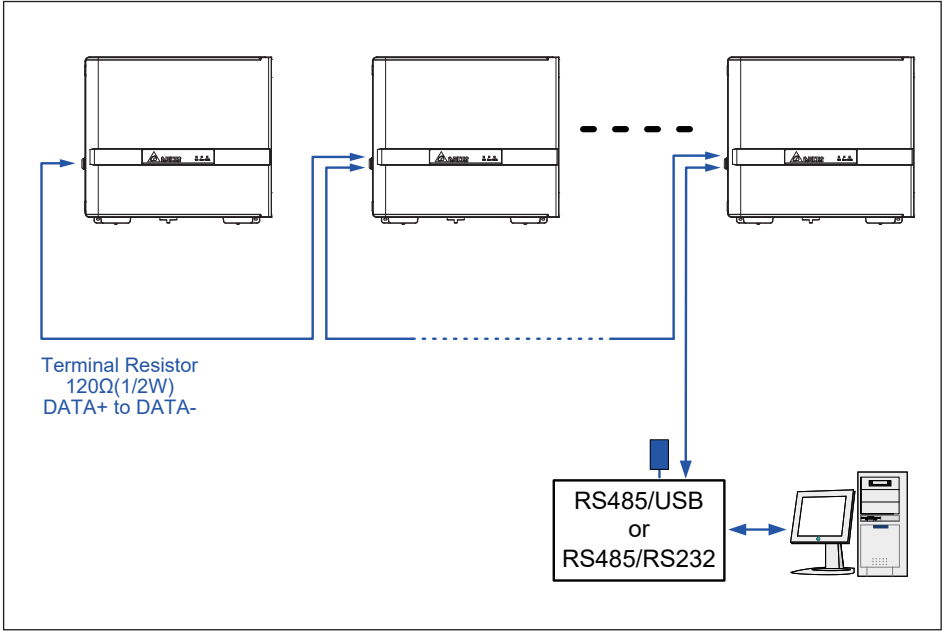 Terminal Resistor
120Ω(1/2W)
DATA+ to DATA-
RS485/USB
or
RS485/RS232